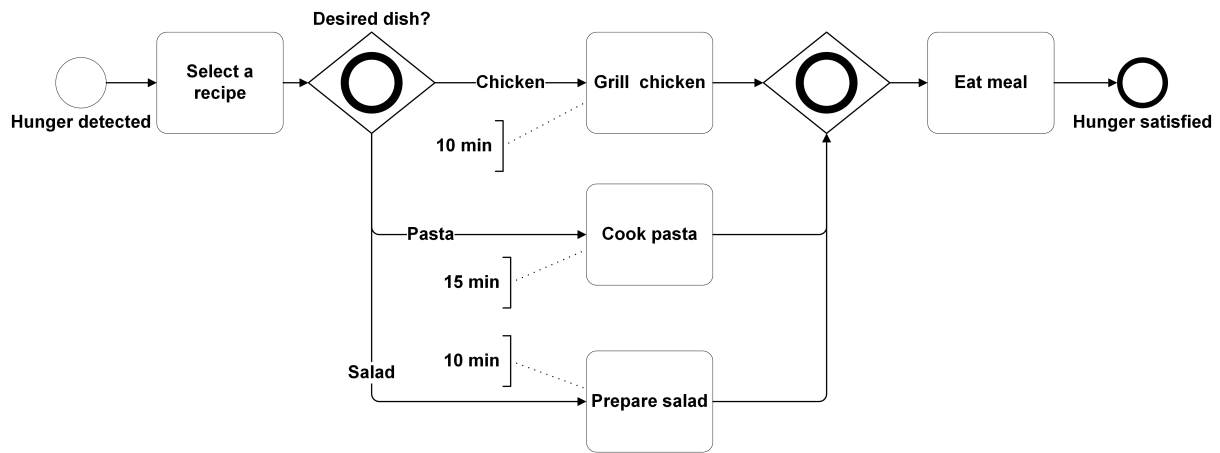 Desired dish?
Hunger detected
Select a
recipe
Chicken
Grill  chicken
Eat meal
Hunger satisfied
10 min
Pasta
Cook pasta
15 min
10 min
Salad
Prepare salad